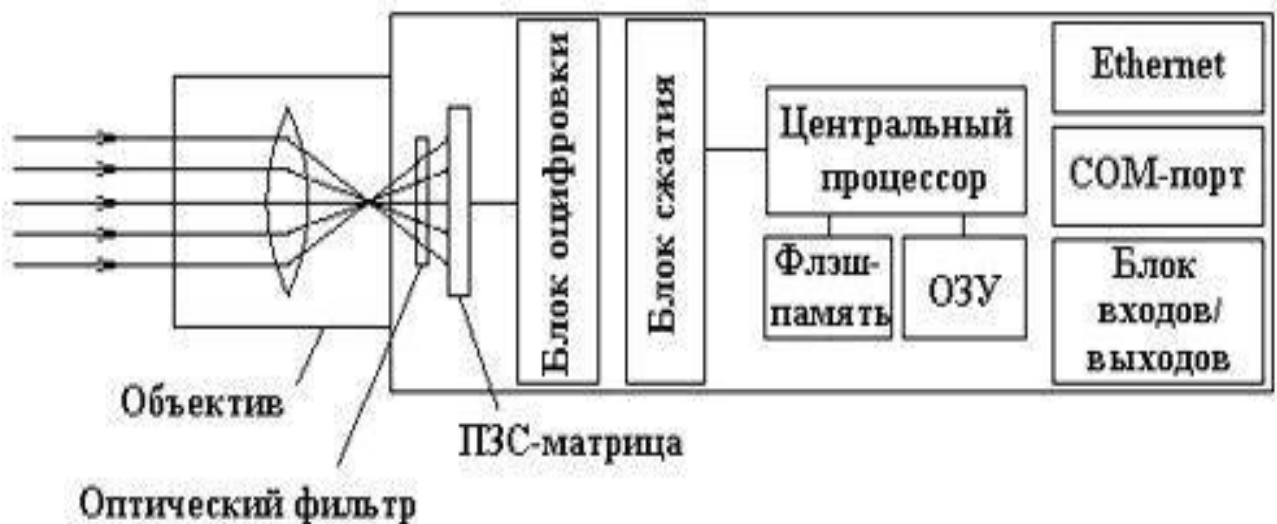 Блок оцифровки
Блок сжатия
Центральный
процессор
Флэш-
память
ОЗУ
Ethernet
COM-порт
Блок
входов/
выходов
Объектив
ПЗС-матрица
Оптический фильтр